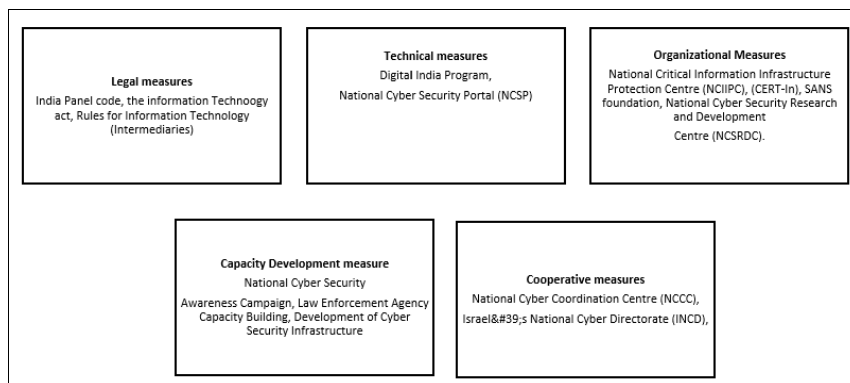 Legal measures
India Panel code, the information Technoogy
act, Rules for Information Technology
(Intermediaries)
Technical measures
Digital India Program,
National Cyber Security Portal (NCSP)
Organizational Measures
National Critical Information Infrastructure
Protection Centre (NCIIPC), (CERT-In), SANS
foundation, National Cyber Security Research
and Development
Centre (NCSRDC).
Capacity Development measure
National Cyber Security
Awareness Campaign, Law Enforcement Agency
Capacity Building, Development of Cyber
Security Infrastructure
Cooperative measures
National Cyber Coordination Centre (NCCC),
Israel&#39;s National Cyber Directorate (INCD),